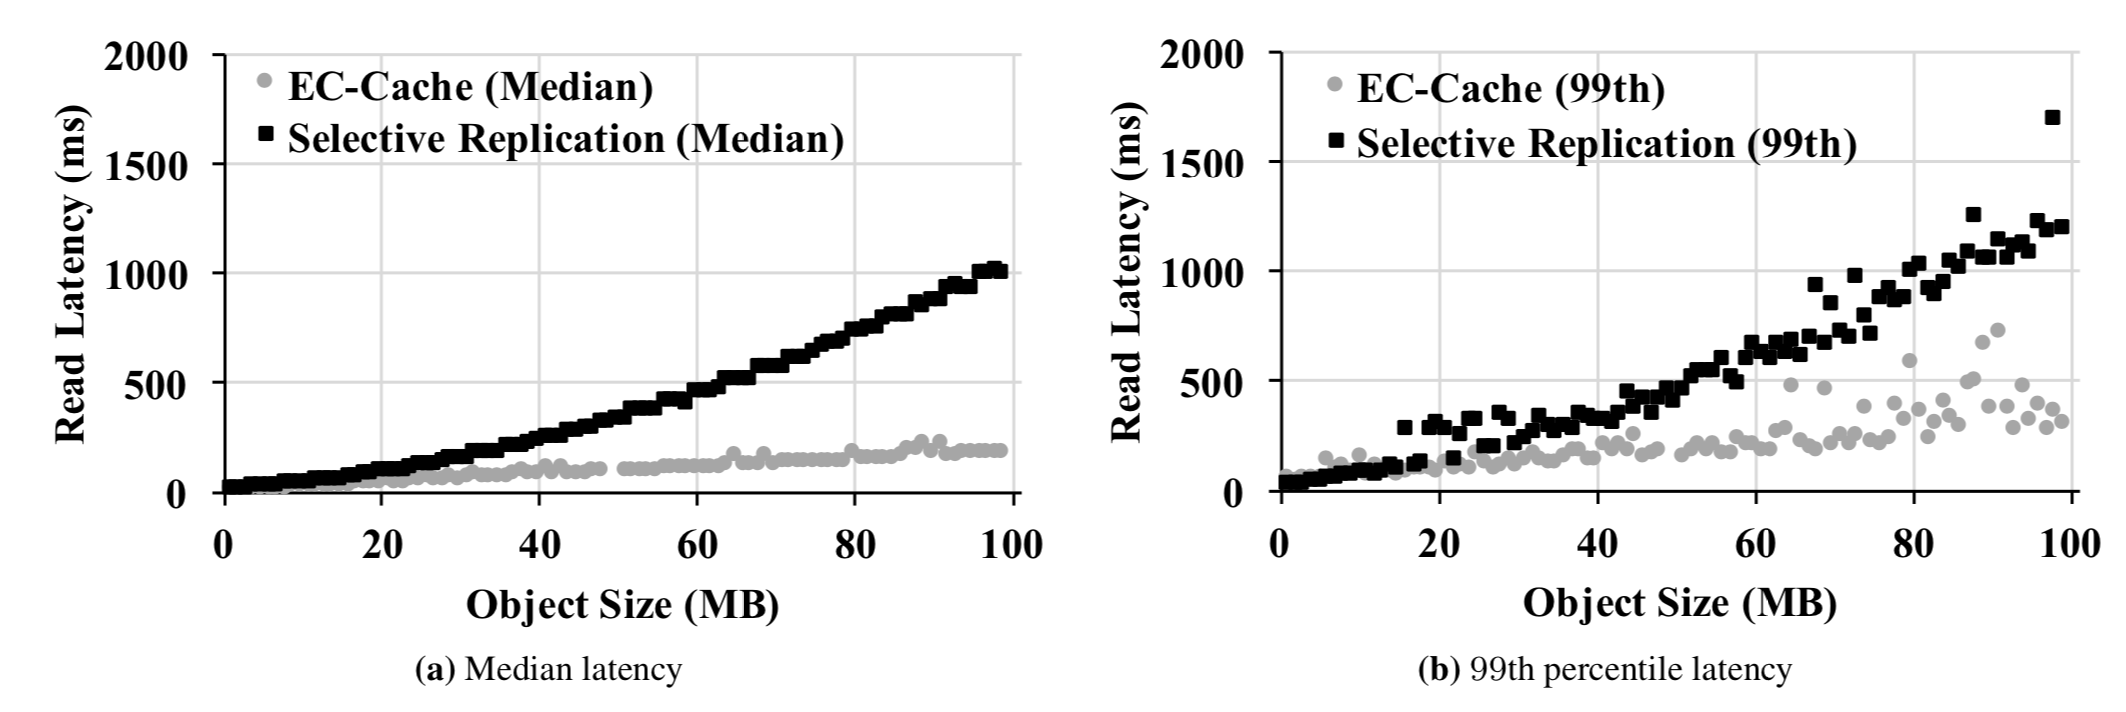 2000
1500
1000
500
0
Read Latency (ms)
EC-Cache (Median)
Selective Replication (Median)
0 20 40 60 80 100
Object Size (MB)
(a) Median latency
2000
1500
1000
500
0
Read Latency (ms)
EC-Cache (99th)
Selective Replication (99th)
0 20 40 60 80 100
Object Size (MB)
(b) 99th percentile latency